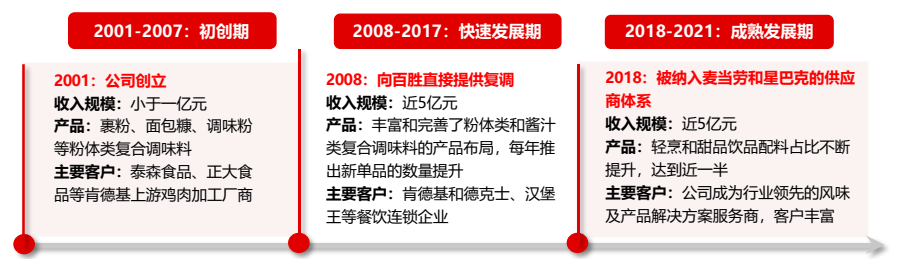 2001-2007：初创期
2001：公司创立
收入规模：小于一亿元
产品：裹粉、面包糠、调味粉
等粉体类复合调味料
主要客户：泰森食品、正大食
品等肯德基上游鸡肉加工厂商
2008-2017：快速发展期
2008：向百胜直接提供复调
收入规模：近5亿元
产品：丰富和完善了粉体类和酱汁
类复合调味料的产品布局，每年推
出新单品的数量提升
主要客户：肯德基和德克士、汉堡
王等餐饮连锁企业
2018-2021：成熟发展期
2018：被纳入麦当劳和星巴克的供应
商体系
收入规模：近5亿元
产品：轻烹和甜品饮品配料占比不断
提升，达到近一半
主要客户：公司成为行业领先的风味
及产品解决方案服务商，客户丰富